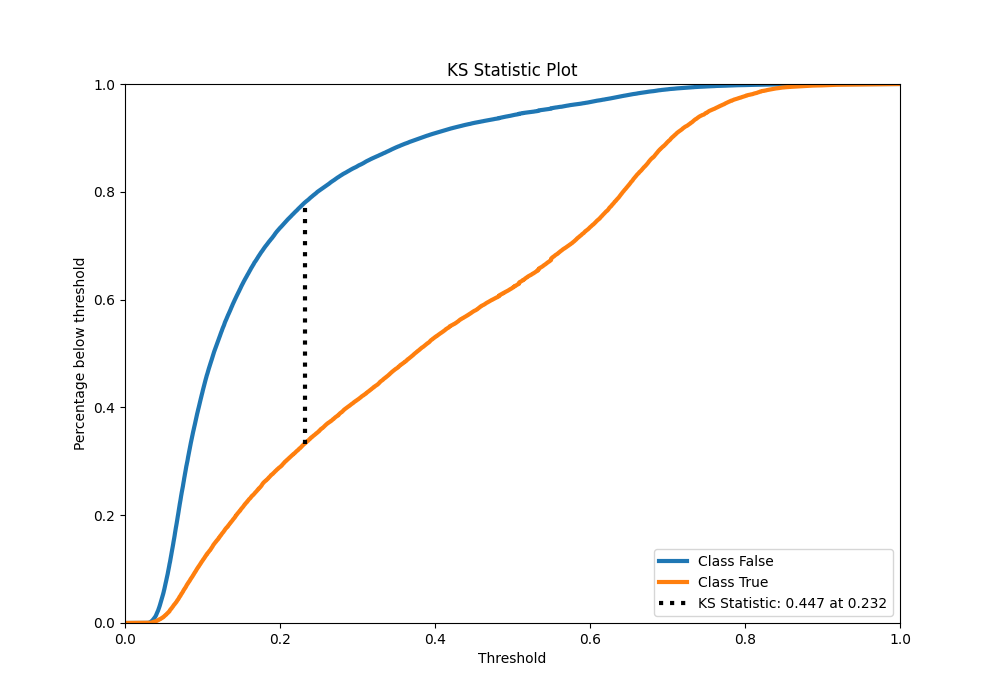 KS Statistic Plot
1.0
0.8
0.6
0.4
0.2
0.0
Percentage below threshold
0.0 0.2 0.4 0.6 0.8 1.0
Threshold
Class False
Class True
KS Statistic: 0.447 at 0.232